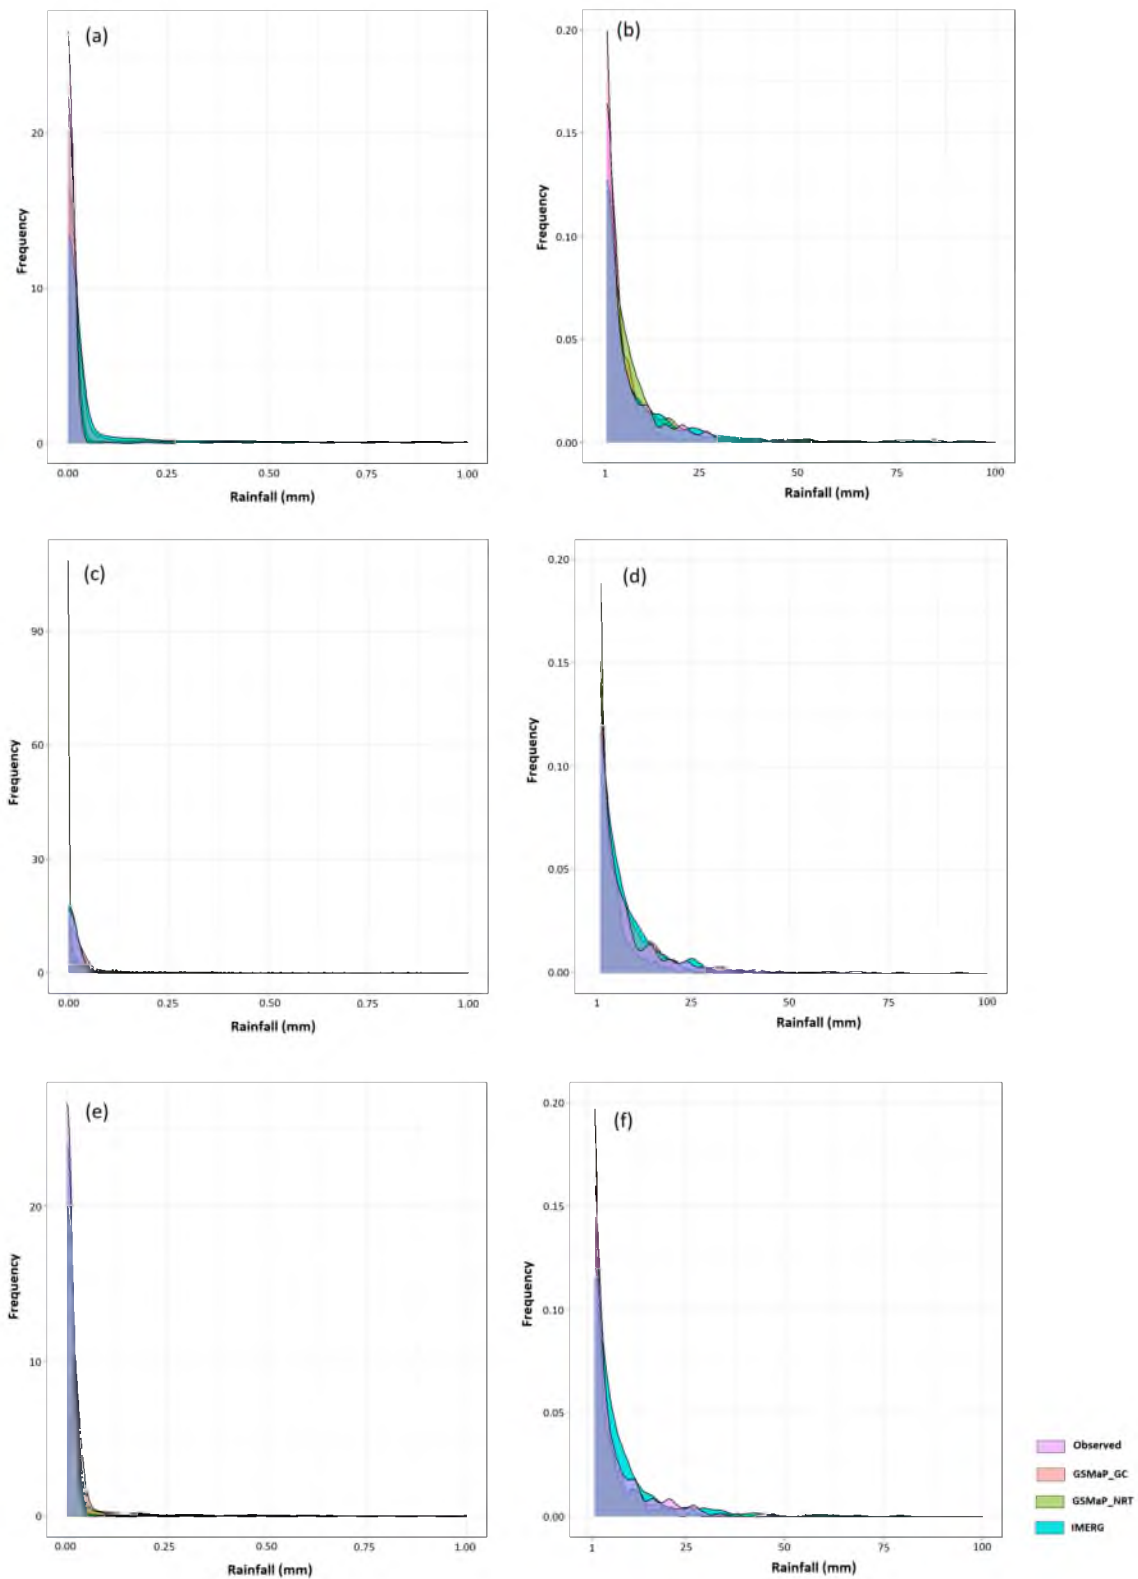 (a)
20
10
0
Frequency
0.00 0.25 0.50 0.75 1.00
Rainfall (mm)
(b)
0.20
0.15
0.10
0.05
0.00
Frequency
1 25 50 75 100
Rainfall (mm)
(c)
90
60
30
0
Frequency
0.00 0.25 0.50 0.75 1.00
Rainfall (mm)
(d)
0.20
0.15
0.10
0.05
0.00
Frequency
1 25 50 75 100
Rainfall (mm)
(e)
20
10
0
Frequency
0.00 0.25 0.50 0.75 1.00
Rainfall (mm)
(f)
0.20
0.15
0.10
0.05
0.00
Frequency
1 25 50 75 100
Rainfall (mm)
Observed
GSMaP_GC
GSMaP_NRT
IMERG